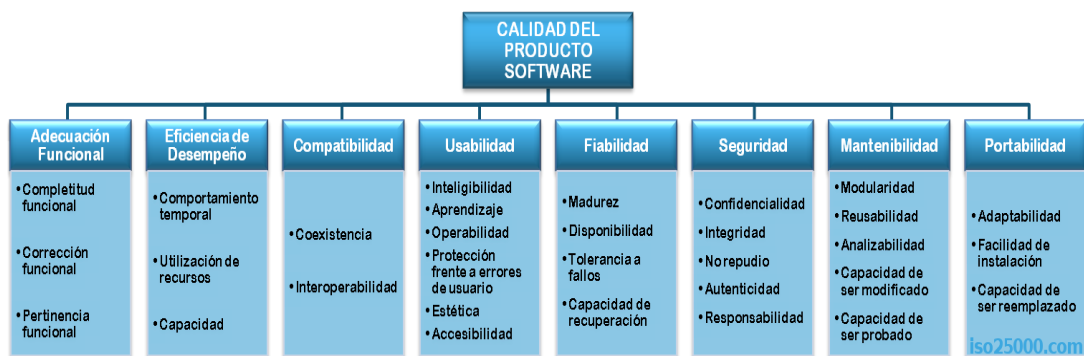 CALIDAD DEL
PRODUCTO
SOFTWARE
Adecuación
Funcional
• Completitud
funcional
• Corrección
funcional
• Pertinencia
funcional
Eficiencia de
Desempeño
• Comportamiento
temporal
• Utilización de
recursos
• Capacidad
Compatibilidad
• Coexistencia
• Interoperabilidad
Usabilidad
• Inteligibilidad
• Aprendizaje
• Operabilidad
• Protección
frente a errores
de usuario
• Estética
• Accesibilidad
Fiabilidad
• Madurez
• Disponibilidad
• Tolerancia a
fallos
• Capacidad de
recuperación
Seguridad
• Confidencialidad
• Integridad
• No repudio
• Autenticidad
• Responsabilidad
Mantenibilidad
• Modularidad
• Reusabilidad
• Analizabilidad
• Capacidad de
ser modificado
• Capacidad de
ser probado
Portabilidad
• Adaptabilidad
• Facilidad de
instalación
• Capacidad de
ser reemplazado
iso25000.com